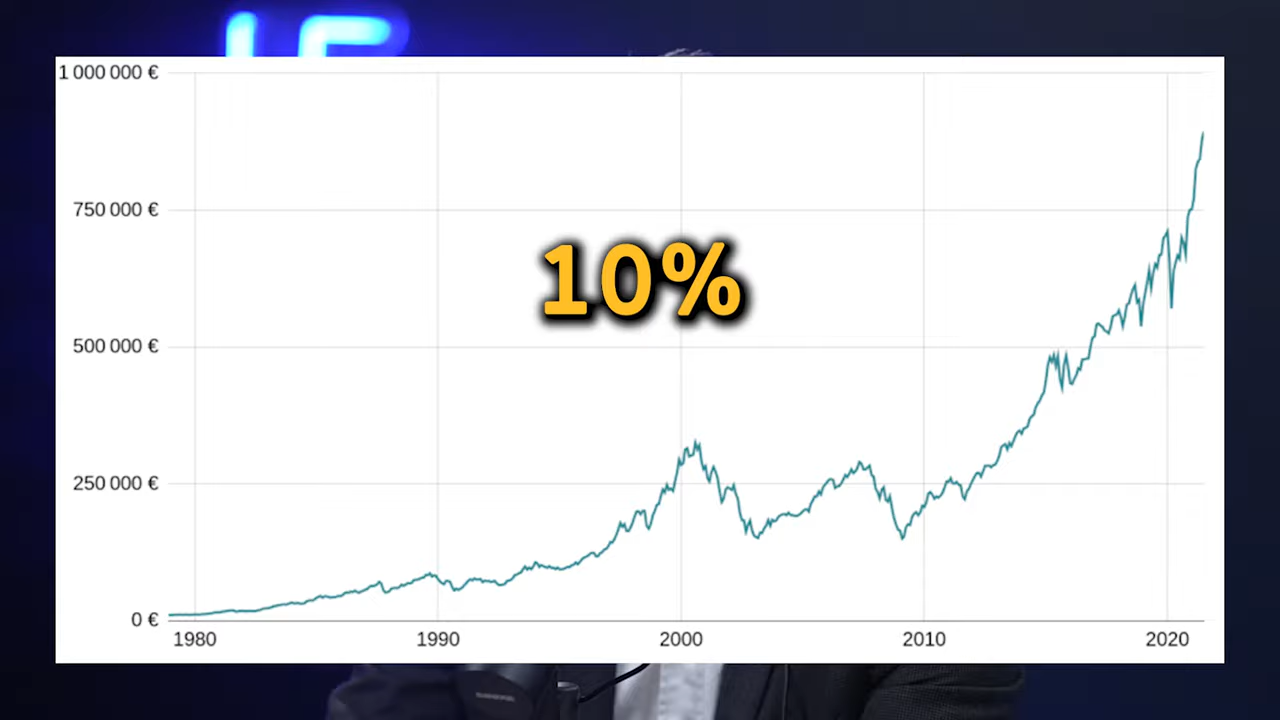 1 000 000 €
750 000 €
10%
500 000 €
250 000 €
0 €
1980 1990 2000 2010 2020